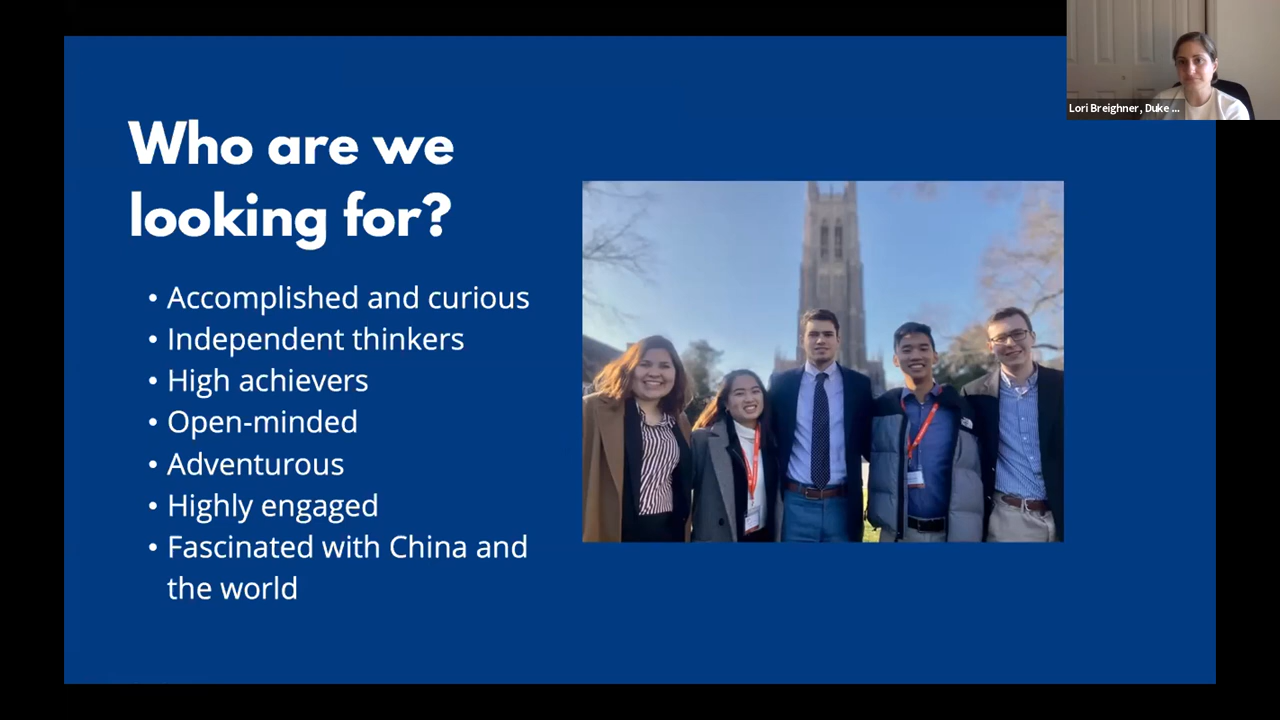 Who are we
looking for?
• Accomplished and curious
• Independent thinkers
• High achievers
• Open-minded
• Adventurous
• Highly engaged
• Fascinated with China and
the world
Lori Breighner, Duke ...